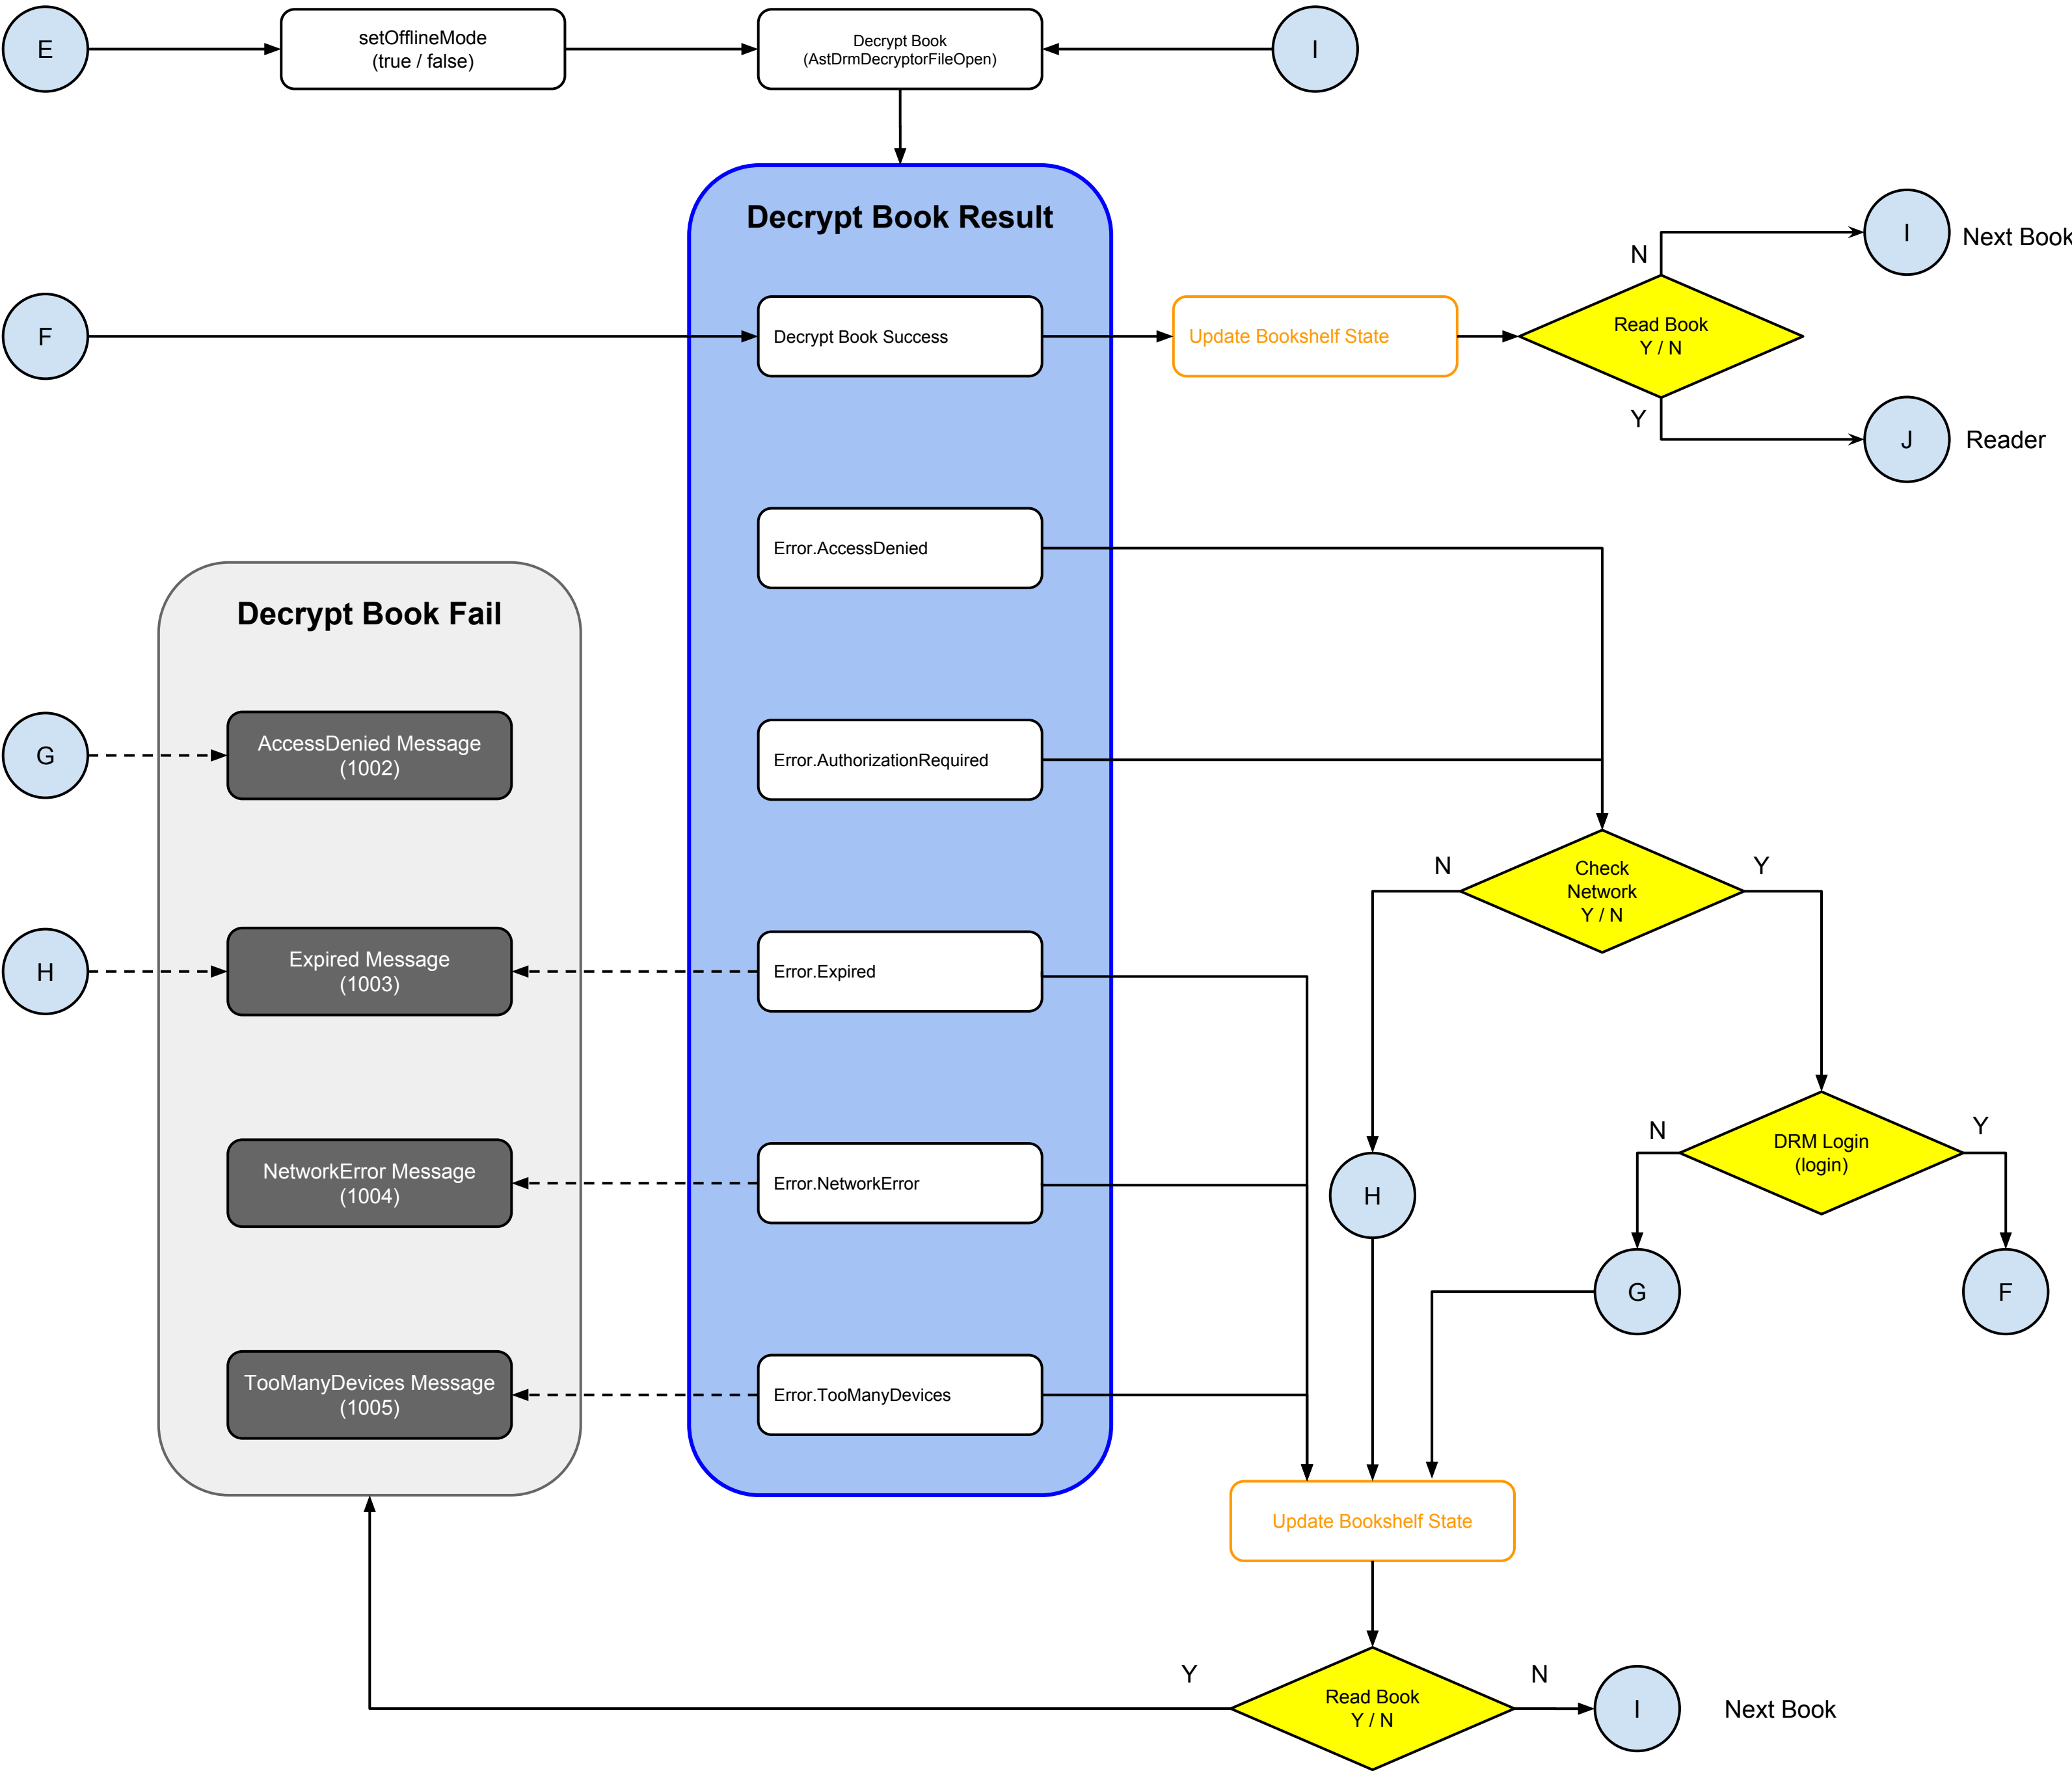 E
setOfflineMode
(true / false)
Decrypt Book
(AstDrmDecryptorFileOpen)
I
Decrypt Book Result
I
Next Book
N
F
Decrypt Book Success
Update Bookshelf State
Read Book
Y / N
Y
J
Reader
Error.AccessDenied
Decrypt Book Fail
G
AccessDenied Message
(1002)
Error.AuthorizationRequired
N
Check
Network
Y / N
Y
H
Expired Message
(1003)
Error.Expired
N
DRM Login
(login)
Y
NetworkError Message
(1004)
Error.NetworkError
H
G
F
TooManyDevices Message
(1005)
Error.TooManyDevices
Update Bookshelf State
Y
Read Book
Y / N
N
I
Next Book